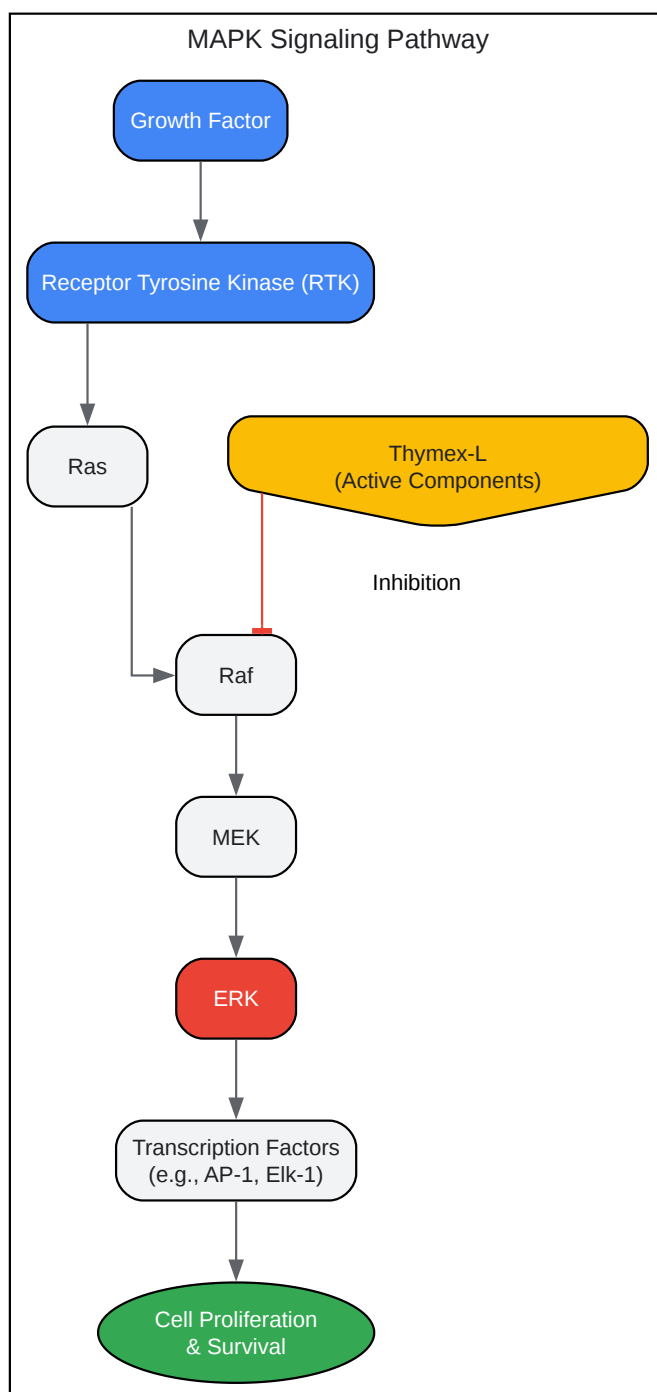 MAPK Signaling Pathway
Growth Factor
Receptor Tyrosine Kinase (RTK)
Ras
Thymex-L
(Active Components)
Inhibition
Raf
MEK
ERK
Transcription Factors
(e.g., AP-1, Elk-1)
Cell Proliferation
& Survival